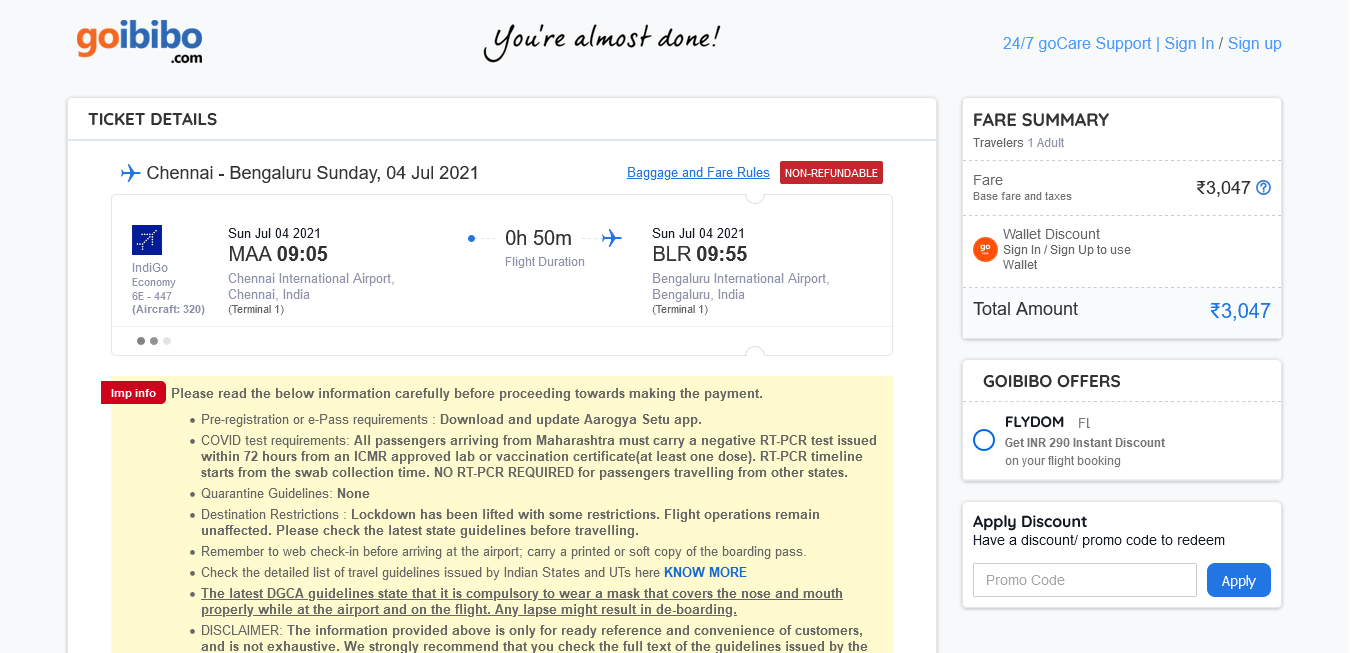 goibibo
.com
You're almost done!
24/7 goCare Support | Sign In / Sign up
TICKET DETAILS
Chennai - Bengaluru Sunday, 04 Jul 2021
Baggage and Fare Rules
NON-REFUNDABLE
IndiGo
Economy
6E - 447
(Aircraft: 320)
Sun Jul 04 2021
MAA 09:05
Chennai International Airport,
Chennai, India
(Terminal 1)
0h 50m
Flight Duration
Sun Jul 04 2021
BLR 09:55
Bengaluru International Airport,
Bengaluru, India
(Terminal 1)
Imp info Please read the below information carefully before proceeding towards making the payment.
• Pre-registration or e-Pass requirements : Download and update Aarogya Setu app.
• COVID test requirements: All passengers arriving from Maharashtra must carry a negative RT-PCR test issued
within 72 hours from an ICMR approved lab or vaccination certificate(at least one dose). RT-PCR timeline
starts from the swab collection time. NO RT-PCR REQUIRED for passengers travelling from other states.
• Quarantine Guidelines: None
• Destination Restrictions : Lockdown has been lifted with some restrictions. Flight operations remain
unaffected. Please check the latest state guidelines before travelling.
• Remember to web check-in before arriving at the airport; carry a printed or soft copy of the boarding pass.
• Check the detailed list of travel guidelines issued by Indian States and UTs here KNOW MORE
• The latest DGCA guidelines state that it is compulsory to wear a mask that covers the nose and mouth
properly while at the airport and on the flight. Any lapse might result in de-boarding.
• DISCLAIMER: The information provided above is only for ready reference and convenience of customers,
and is not exhaustive. We strongly recommend that you check the full text of the guidelines issued by the
FARE SUMMARY
Travelers 1 Adult
Fare
Base fare and taxes
₹3,047
go
Wallet Discount
Sign In / Sign Up to use
Wallet
Total Amount
₹3,047
GOIBIBO OFFERS
FLYDOM
Get INR 290 Instant Discount
on your flight booking
Apply Discount
Have a discount/ promo code to redeem
Promo Code
Apply